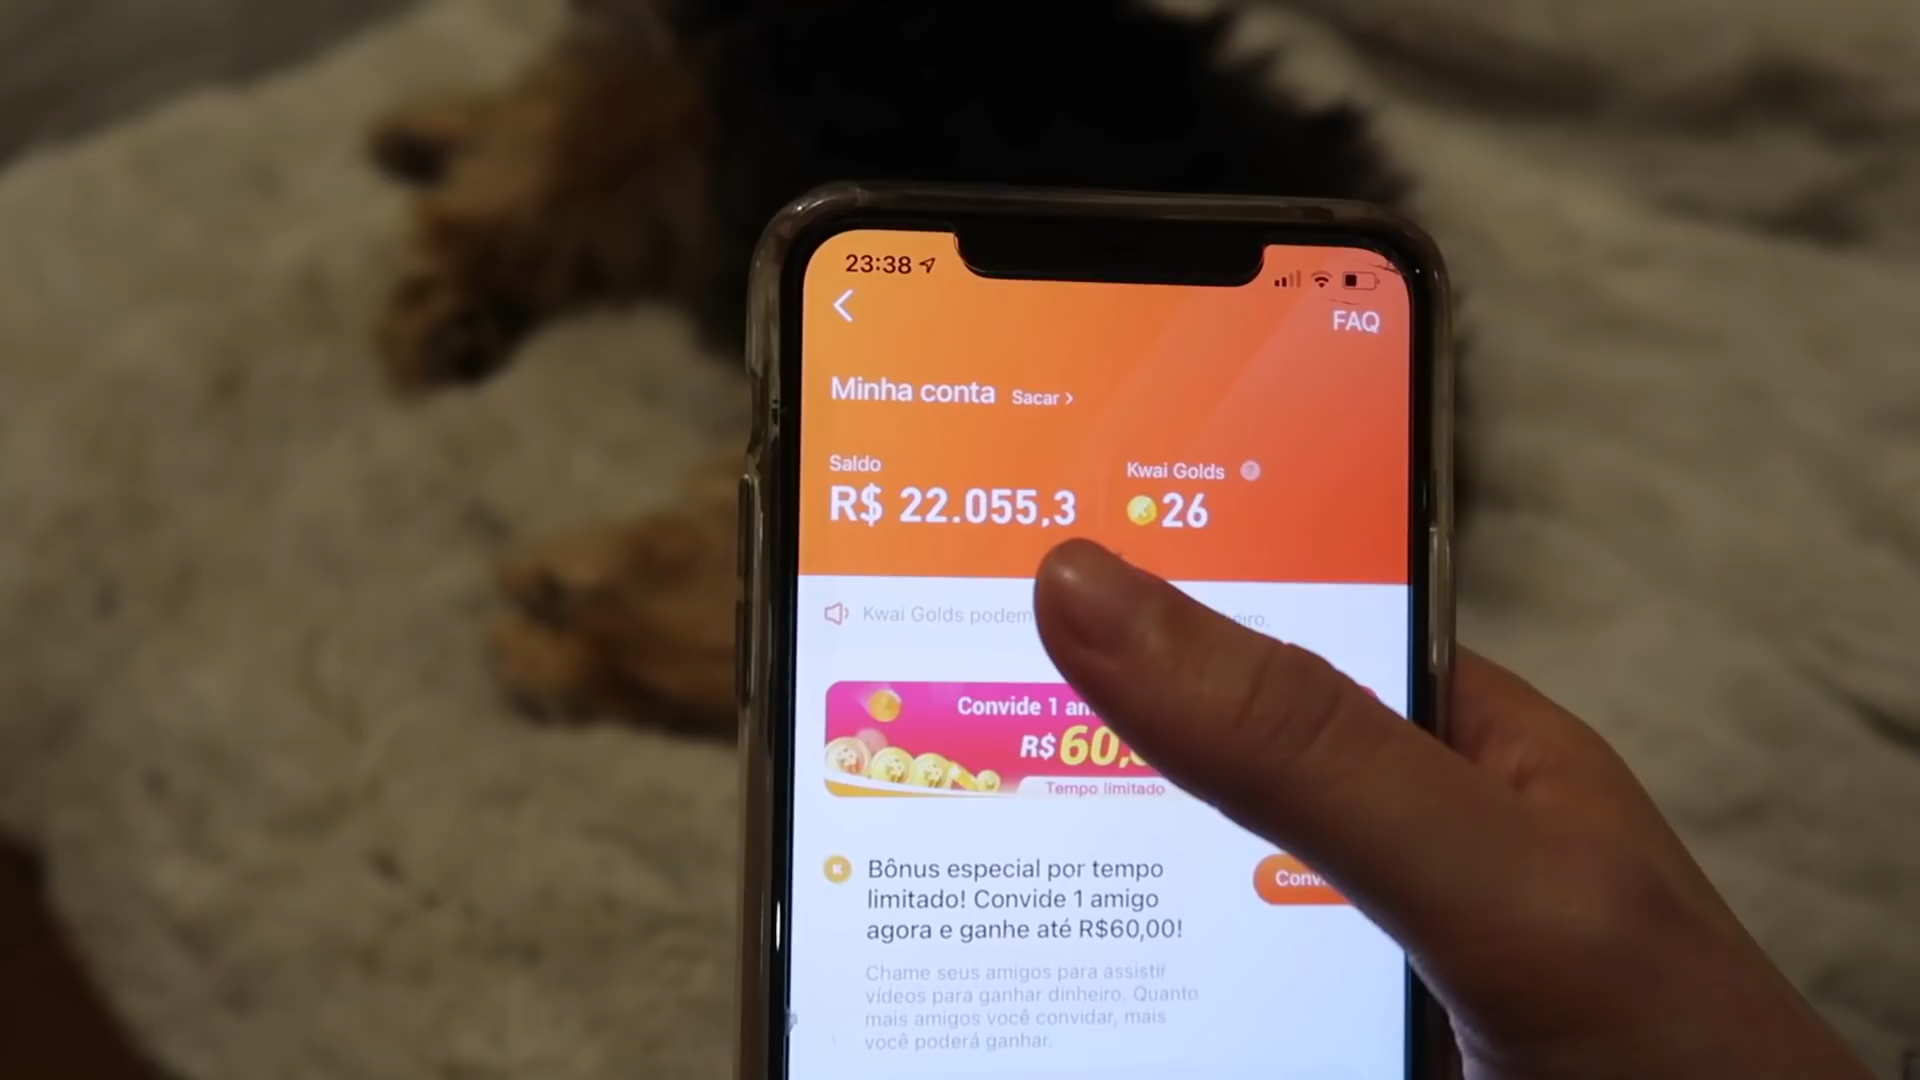 23:38
FAQ
Minha conta Sacar >
Saldo
Kwai Golds
R$ 22.055,3
26
Kwai Golds podem
Convide 1
R$60,
Tempo limitado
Bônus especial por tempo
limitado! Convide 1 amigo
agora e ganhe até R$60,00!
Chame seus amigos para assistir
vídeos para ganhar dinheiro. Quanto
mais amigos você convidar, mais
você poderá ganhar.